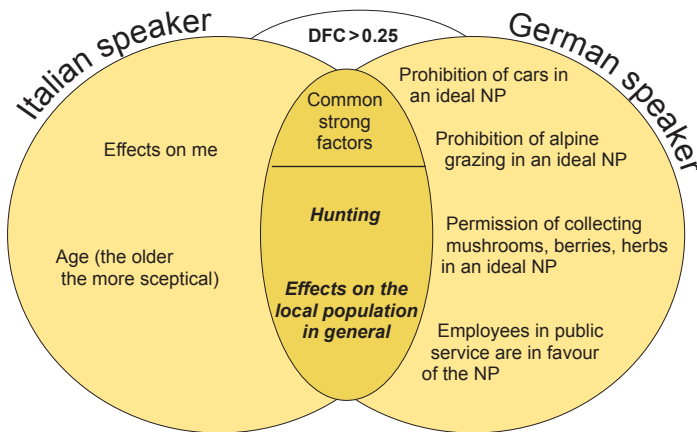 DFC > 0.25
Italian speaker
German speaker
Effects on me
Age (the older
the more sceptical)
Common
strong
factors
Hunting
Effects on the
local population
in general
Prohibition of cars in
an ideal NP
Prohibition of alpine
grazing in an ideal NP
Permission of collecting
mushrooms, berries, herbs
in an ideal NP
Employees in public
service are in favour
of the NP